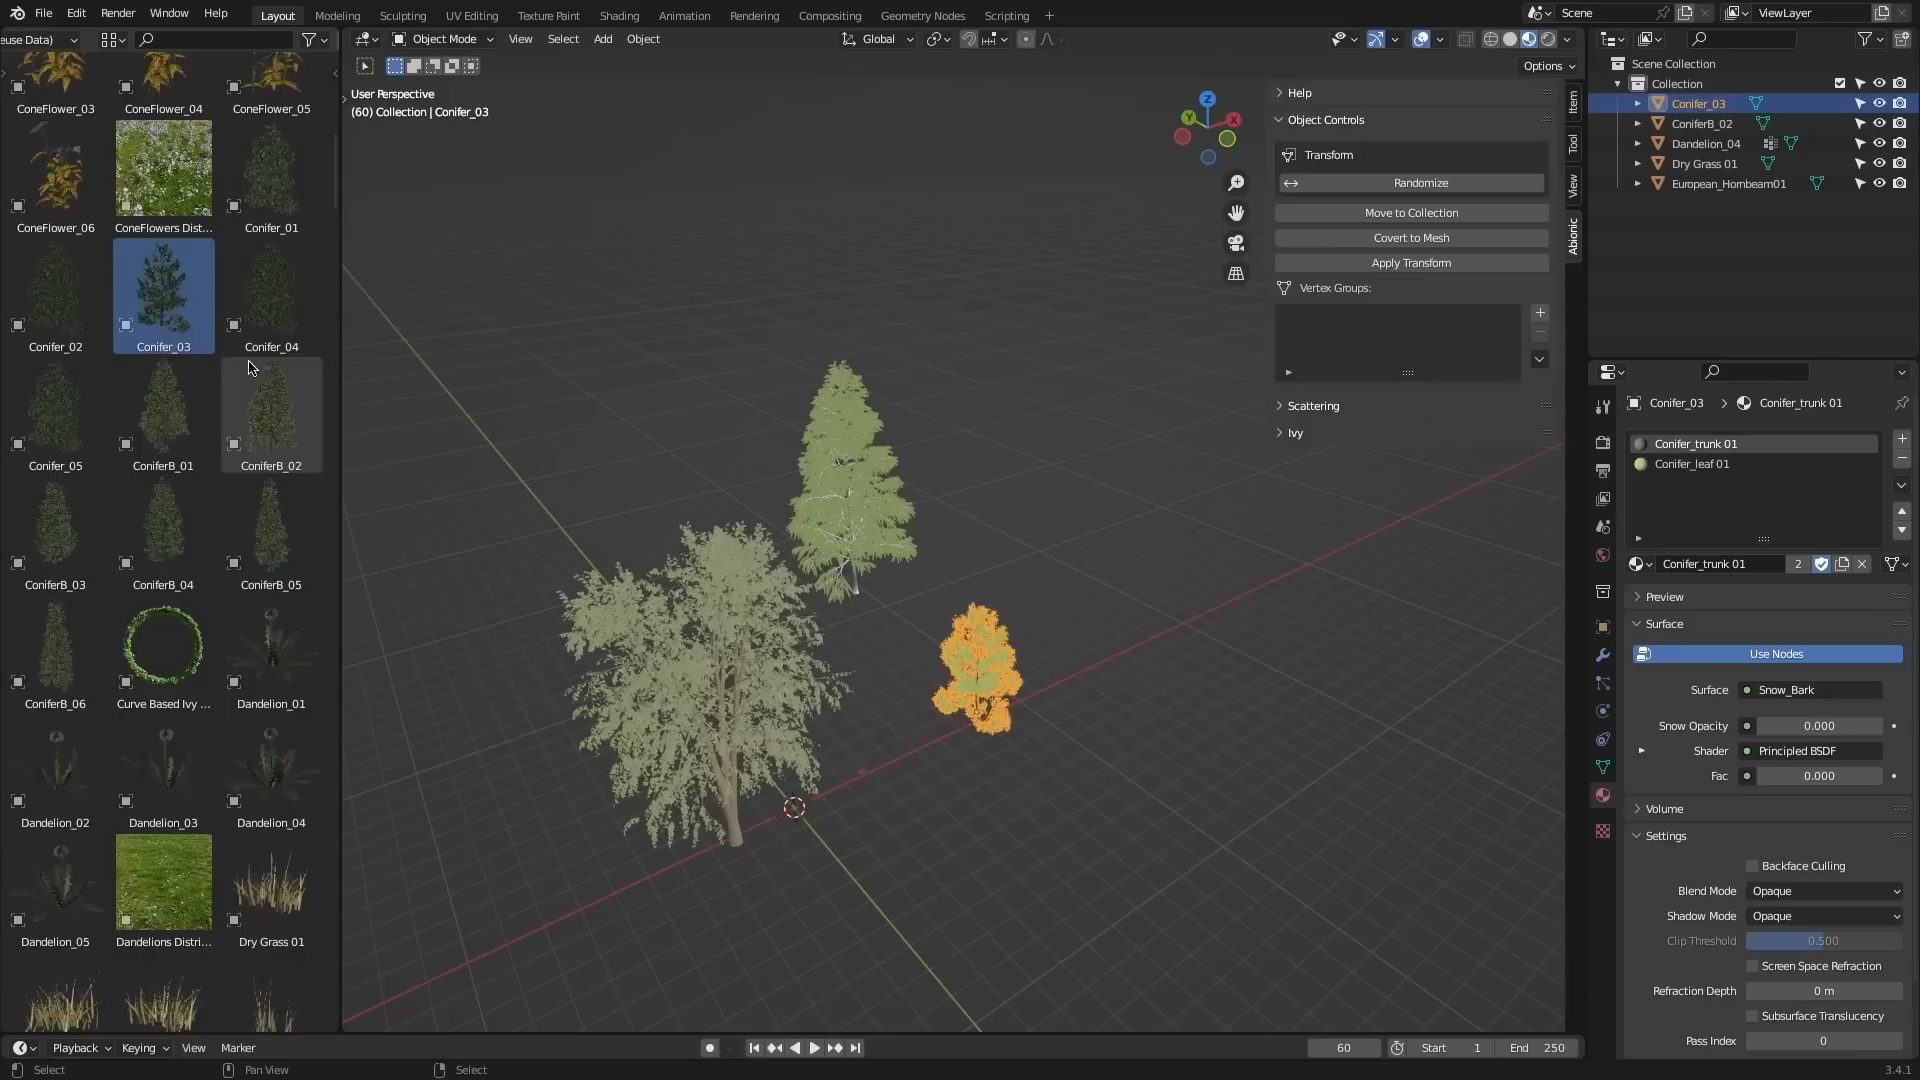 File Edit Render Window Help Layout Modeling Sculpting UV Editing Texture Paint Shading Animation Rendering Compositing Geometry Nodes Scripting + Scene ViewLayer
euse Data) Object Mode View Select Add Object Global
Options
User Perspective
(60) Collection | Conifer_03
ConeFlower_03 ConeFlower_04 ConeFlower_05
ConeFlower_06 ConeFlowers Dist... Conifer_01
Conifer_02 Conifer_03 Conifer_04
Conifer_05 ConiferB_01 ConiferB_02
ConiferB_03 ConiferB_04 ConiferB_05
ConiferB_06 Curve Based Ivy ... Dandelion_01
Dandelion_02 Dandelion_03 Dandelion_04
Dandelion_05 Dandelions Distri... Dry Grass 01
Z
Y X
Help
Object Controls
Transform
Randomize
Move to Collection
Covert to Mesh
Apply Transform
Vertex Groups:
Scattering
Ivy
Item
Tool
View
Abionic
Scene Collection
Collection
Conifer_03
ConiferB_02
Dandelion_04
Dry Grass 01
European_Hornbeam01
Conifer_03 Conifer_trunk 01
Conifer_trunk 01
Conifer_leaf 01
Conifer_trunk 01 2
Preview
Surface
Use Nodes
Surface Snow_Bark
Snow Opacity 0.000
Shader Principled BSDF
Fac 0.000
Volume
Settings
Backface Culling
Blend Mode Opaque
Shadow Mode Opaque
Clip Threshold 0.500
Screen Space Refraction
Refraction Depth 0 m
Subsurface Translucency
Pass Index 0
Playback Keying View Marker 60 Start 1 End 250
Select Pan View Select 3.4.1